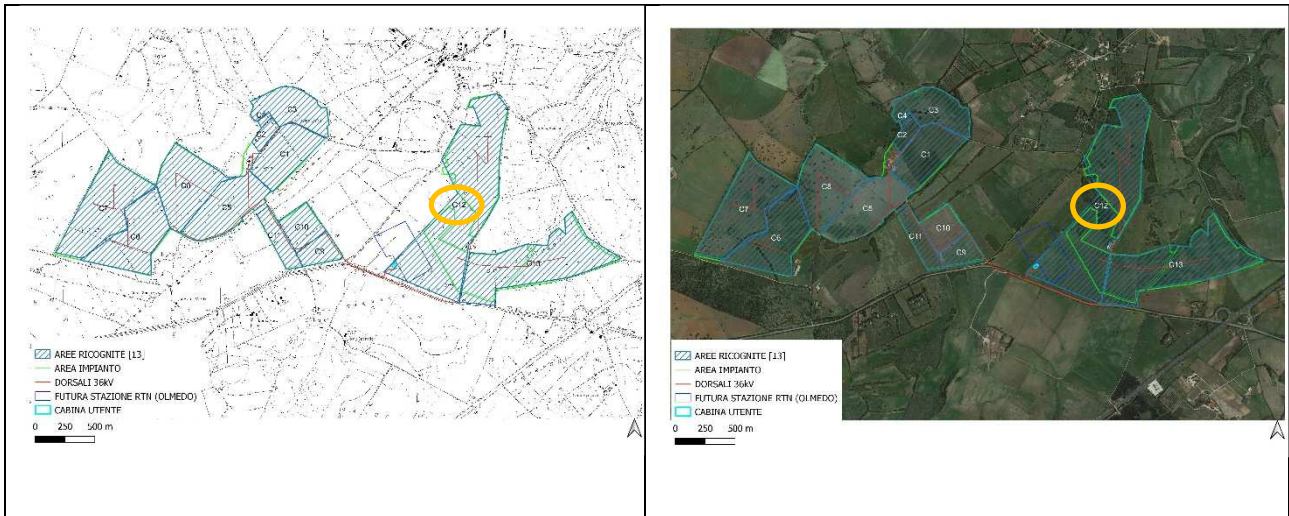 C3
C4
C2
C1
C8
C7
C5
C6
C12
C10
C11
C9
C13
AREE RICOGNITE [13]
AREA IMPIANTO
DORSALI 36kV
FUTURA STAZIONE RTN (OLMEDO)
CABINA UTENTE
0 250 500 m
C3
C4
C2
C1
C8
C7
C5
C6
C12
C10
C11
C9
C13
AREE RICOGNITE [13]
AREA IMPIANTO
DORSALI 36kV
FUTURA STAZIONE RTN (OLMEDO)
CABINA UTENTE
0 250 500 m